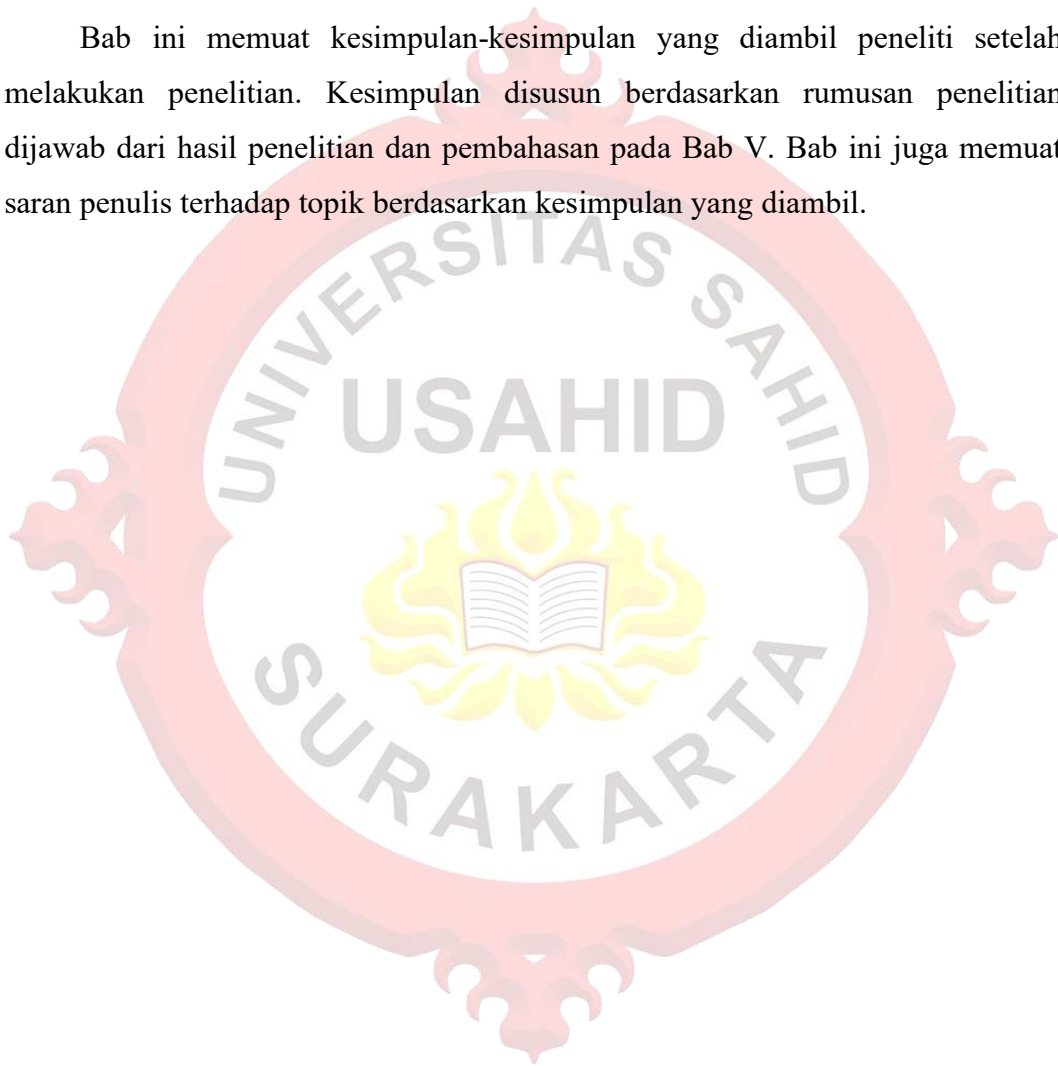 Bab ini memuat kesimpulan-kesimpulan yang diambil peneliti setelah
melakukan penelitian. Kesimpulan disusun berdasarkan rumusan penelitian
dijawab dari hasil penelitian dan pembahasan pada Bab V. Bab ini juga memuat
saran penulis terhadap topik berdasarkan kesimpulan yang diambil.
UNIVERSITAS SAHID
USAHID
SURAKARTA